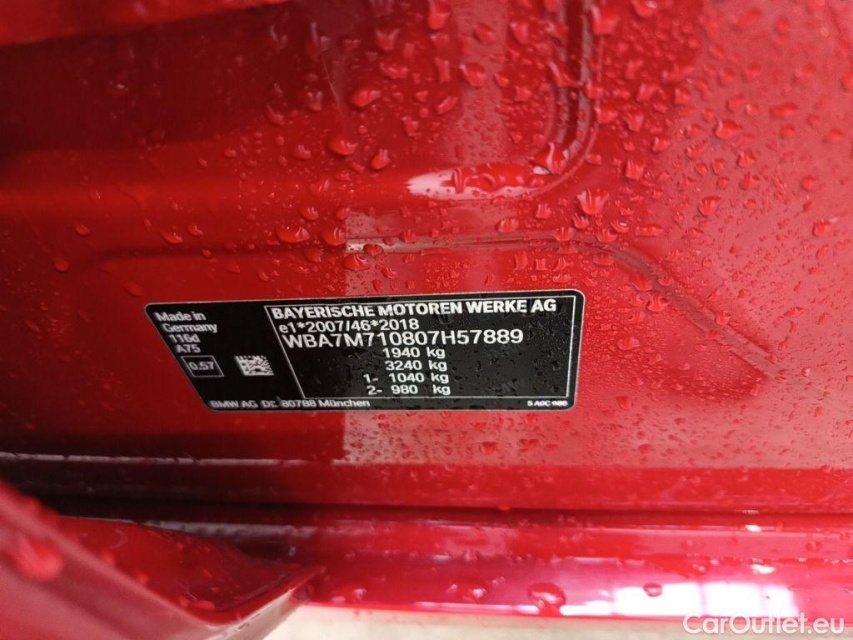 Made in
Germany
116d
A75
0.57
BAYERISCHE MOTOREN WERKE AG
e1*2007/46*2018
WBA7M710807H57889
1940 kg
3240 kg
1- 1040 kg
2- 980 kg
BMW AG 80788 München
CarOutlet.eu